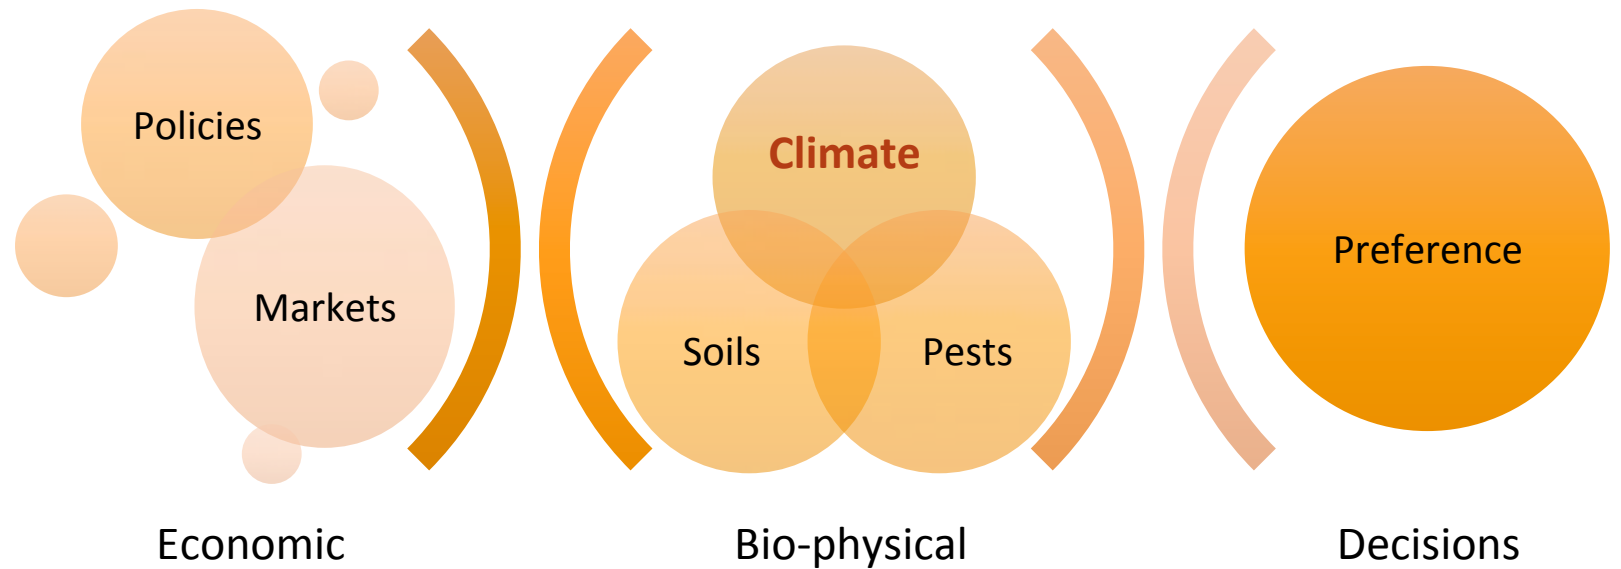 Policies
Markets
Climate
Soils
Pests
Preference
Economic
Bio-physical
Decisions